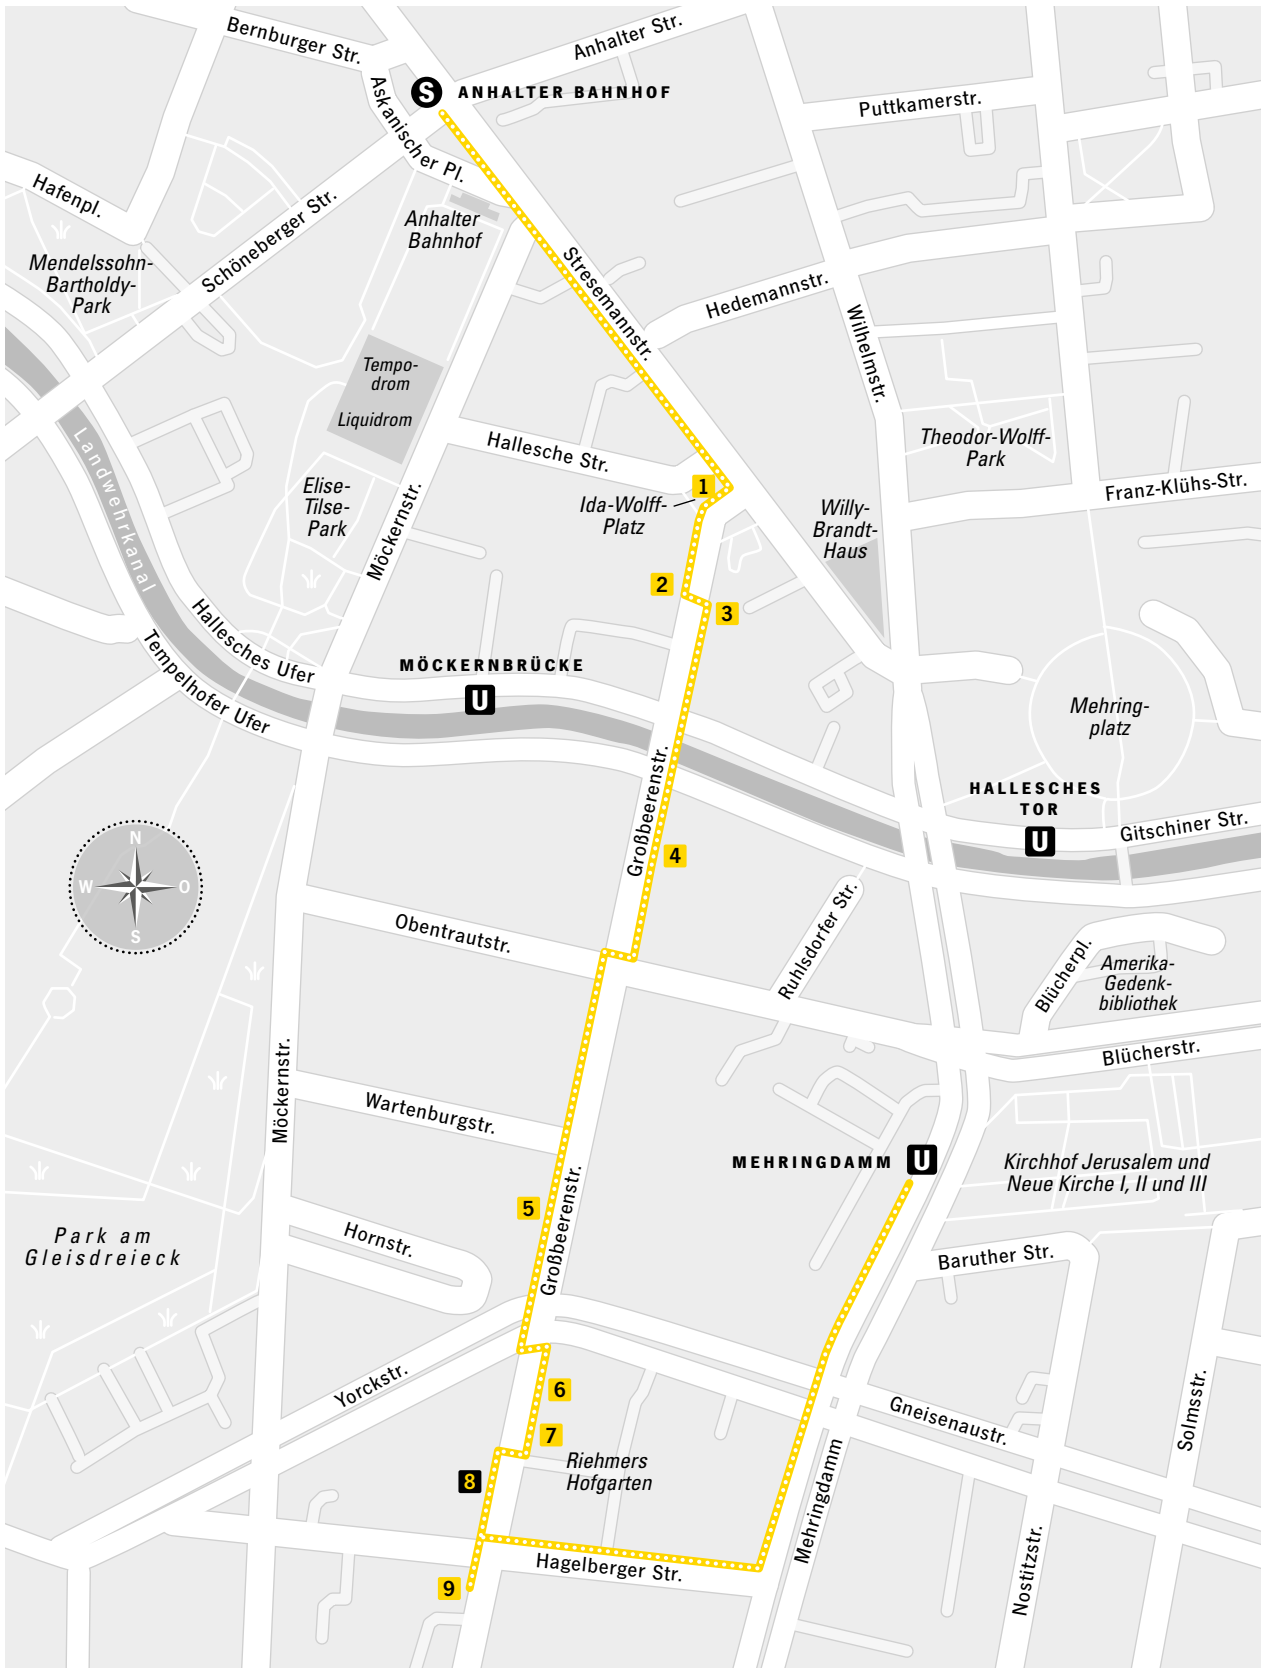 Bernburger Str.
Anhalter Str.
S ANHALTER BAHNHOF
Askanischer Pl.
Puttkamerstr.
Hafenpl.
Schöneberger Str.
Anhalter
Bahnhof
Mendelssohn-
Bartholdy-
Park
Stresemannstr.
Hedemannstr.
Wilhelmstr.
Tempo-
drom
Liquidrom
Landwehrkanal
Hallesche Str.
Theodor-Wolff-
Park
Elise-
Tilse-
Park
Möckernstr.
1
Ida-Wolff-
Platz
Willy-
Brandt-
Haus
Franz-Klühs-Str.
2
3
Hallesches Ufer
Tempelhofer Ufer
MÖCKERNBRÜCKE
U
Mehring-
platz
Großbeerenstr.
HALLESCHES
TOR
U
Gitschiner Str.
4
N
W
O
S
Obentrautstr.
Ruhlsdorfer Str.
Blücherpl.
Amerika-
Gedenk-
bibliothek
Blücherstr.
Möckernstr.
Wartenburgstr.
MEHRINGDAMM U
Kirchhof Jerusalem und
Neue Kirche I, II und III
5
Großbeerenstr.
Park am
Gleisdreieck
Hornstr.
Baruther Str.
Yorckstr.
6
7
Gneisenaustr.
Solmsstr.
Riehmers
Hofgarten
8
Mehringdamm
Hagelberger Str.
9
Nostitzstr.